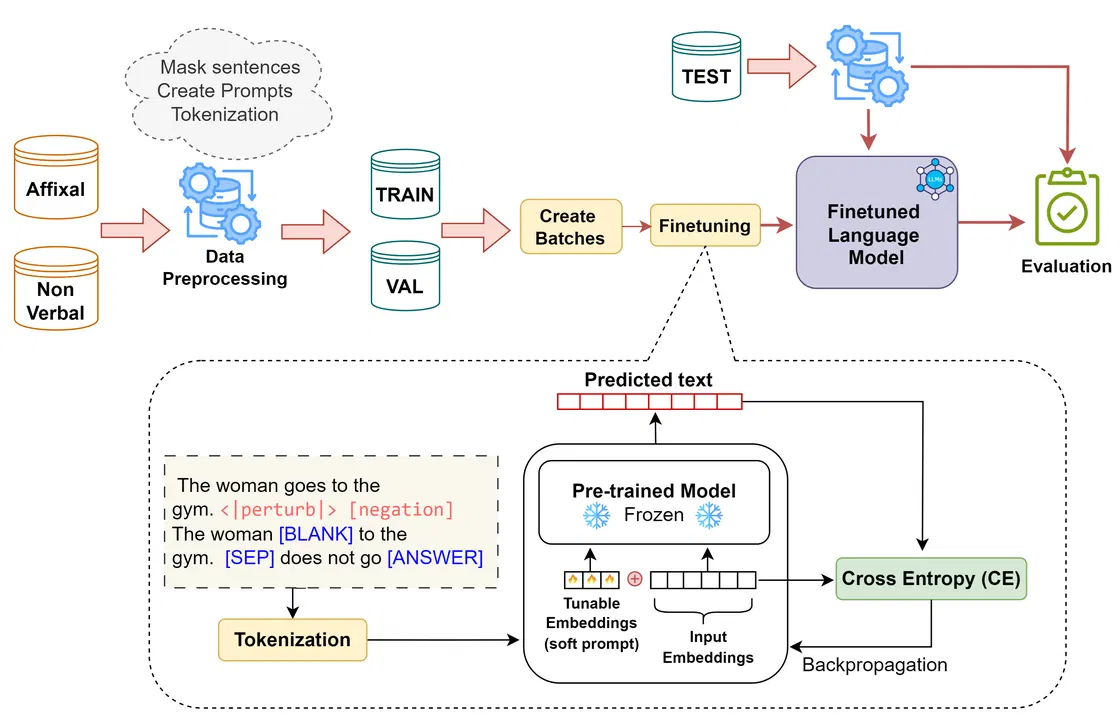 Mask sentences
Create Prompts
Tokenization
TEST
Affixal
Non
Verbal
Data
Preprocessing
TRAIN
VAL
Create
Batches
Finetuning
LLMs
Finetuned
Language
Model
Evaluation
Predicted text
The woman goes to the
gym. <|perturb|> [negation]
The woman [BLANK] to the
gym. [SEP] does not go [ANSWER]
Tokenization
Pre-trained Model
Frozen
Tunable
Embeddings
(soft prompt)
Input
Embeddings
Cross Entropy (CE)
Backpropagation